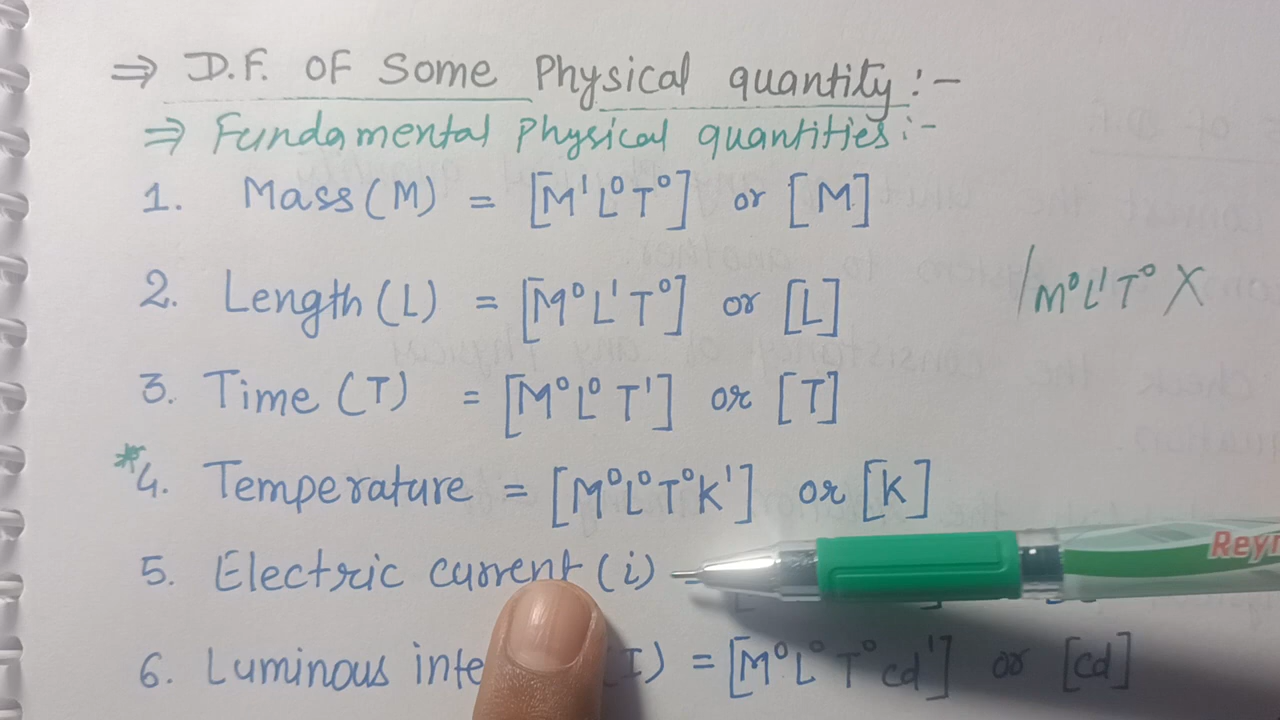 ⇒ D.F. OF Some Physical quantity :-
⇒ Fundamental Physical quantities :-
1. Mass (M) = [M¹L⁰T⁰] or [M]
2. Length (L) = [M⁰L¹T⁰] or [L]
/M⁰L¹T⁰ X
3. Time (T) = [M⁰L⁰T¹] or [T]
*4. Temperature = [M⁰L⁰T⁰K¹] or [K]
5. Electric current (i) =
Reyn
6. Luminous inte (I) = [M⁰L⁰T⁰cd¹] or [cd]